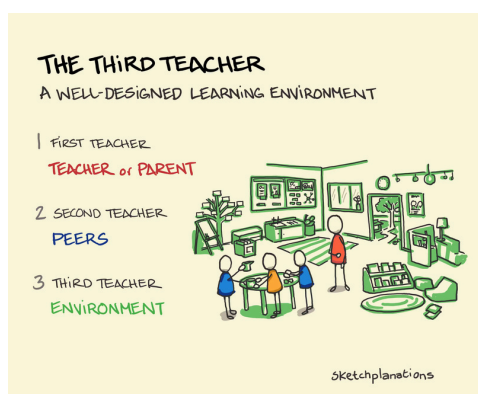 THE THIRD TEACHER
A WELL-DESIGNED LEARNING ENVIRONMENT
1 FIRST TEACHER
TEACHER or PARENT
2 SECOND TEACHER
PEERS
3 THIRD TEACHER
ENVIRONMENT
sketchplanations